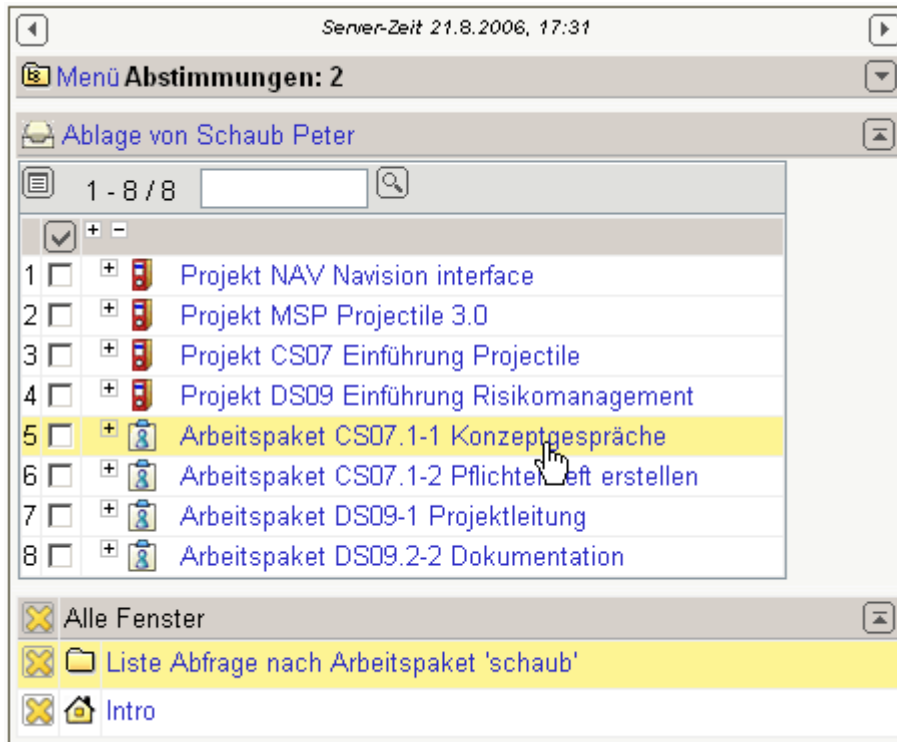 Server-Zeit 21.8.2006, 17:31
Menü Abstimmungen: 2
Ablage von Schaub Peter
1 - 8 / 8
1 Projekt NAV Navision interface
2 Projekt MSP Projectile 3.0
3 Projekt CS07 Einführung Projectile
4 Projekt DS09 Einführung Risikomanagement
5 Arbeitspaket CS07.1-1 Konzeptgespräche
6 Arbeitspaket CS07.1-2 Pflichtenheft erstellen
7 Arbeitspaket DS09-1 Projektleitung
8 Arbeitspaket DS09.2-2 Dokumentation
Alle Fenster
Liste Abfrage nach Arbeitspaket 'schaub'
Intro